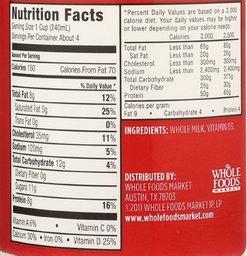 Nutrition Facts
Serving Size 1 Cup (240mL)
Servings Per Container About 4
Amount Per Serving
Calories 150 Calories From Fat 70
% Daily Value*
Total Fat 8g 12%
Saturated Fat 5g 25%
Trans Fat 0g 0%
Cholesterol 35mg 11%
Sodium 120mg 5%
Total Carbohydrate 12g 4%
Dietary Fiber 0g
Sugars 11g
Protein 8g 16%
Vitamin A 6% • Vitamin C 0%
Calcium 30% • Iron 0% • Vitamin D 25%
*Percent Daily Values are based on a 2,000
calorie diet. Your daily values may be higher
or lower depending on your calorie needs.
Calories 2,000 2,500
Total Fat Less than 65g 80g
Sat Fat Less than 20g 25g
Cholesterol Less than 300mg 300mg
Sodium Less than 2,400mg 2,400mg
Total Carbohydrate 300g 375g
Dietary Fiber 25g 30g
Calories per gram:
Fat 9 • Carbohydrate 4 • Protein 4
INGREDIENTS: WHOLE MILK, VITAMIN D3.
DISTRIBUTED BY:
WHOLE FOODS MARKET
AUSTIN, TX 78703
©2011 WHOLE FOODS MARKET IP. LP
www.wholefoodsmarket.com
WHOLE
FOODS
MARKET